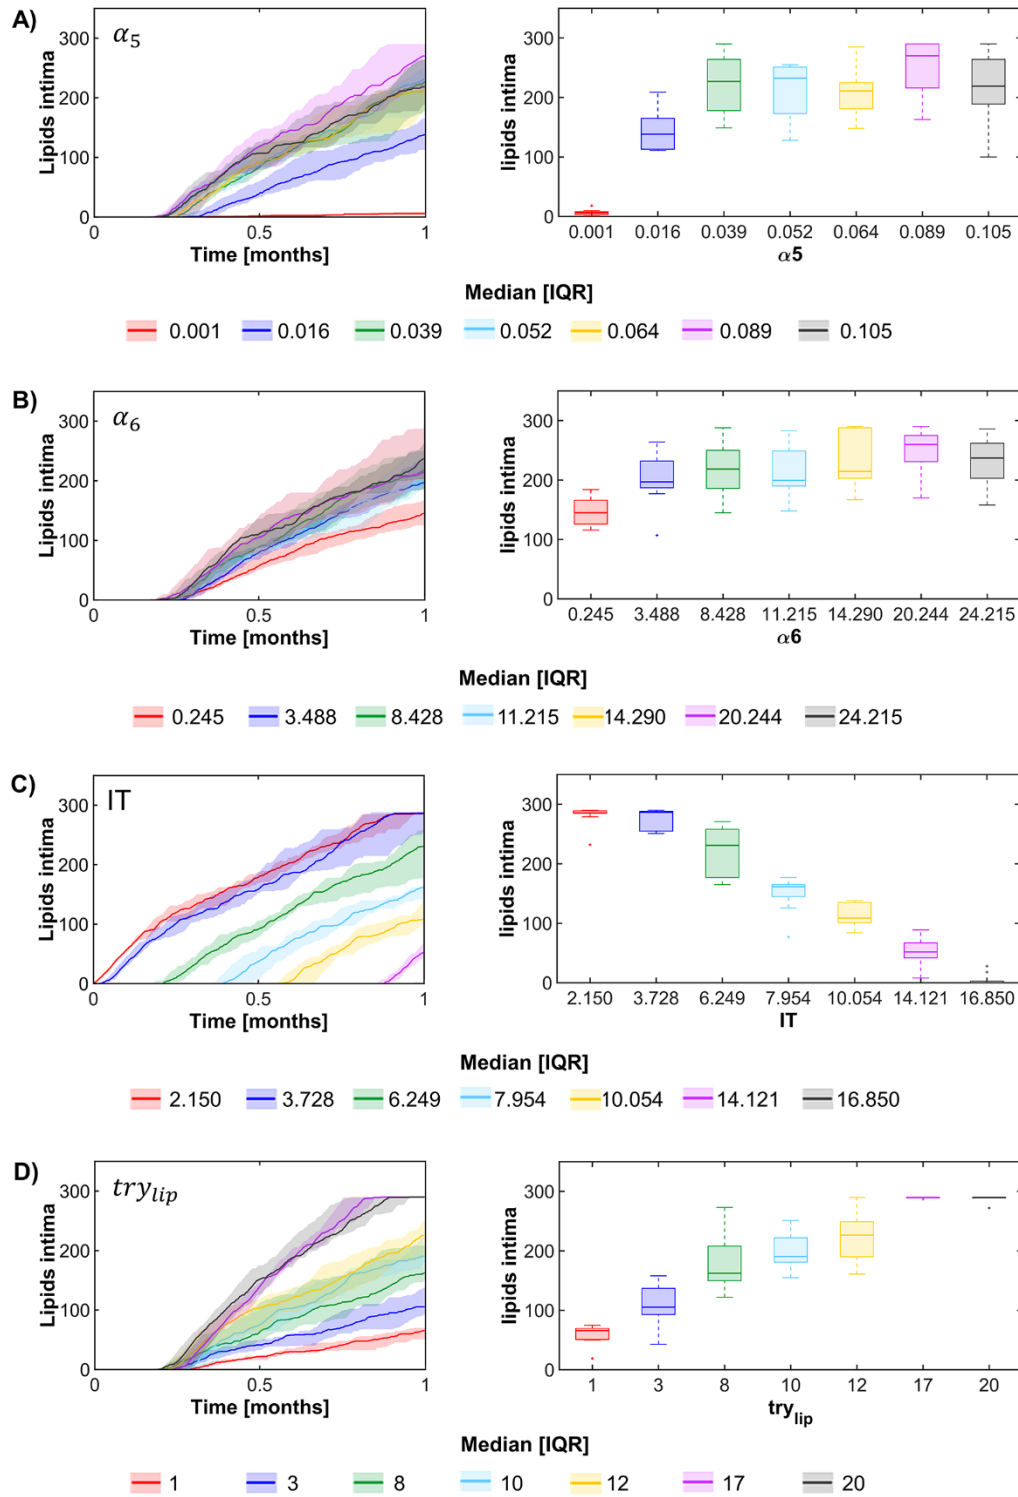 A)
α5
300
200
100
0
Lipids intima
0 0.5 1
Time [months]
300
200
100
0
lipids intima
0.001 0.016 0.039 0.052 0.064 0.089 0.105
α5
Median [IQR]
0.001 0.016 0.039 0.052 0.064 0.089 0.105
B)
α6
300
200
100
0
Lipids intima
0 0.5 1
Time [months]
300
200
100
0
lipids intima
0.245 3.488 8.428 11.215 14.290 20.244 24.215
α6
Median [IQR]
0.245 3.488 8.428 11.215 14.290 20.244 24.215
C)
IT
300
200
100
0
Lipids intima
0 0.5 1
Time [months]
300
200
100
0
lipids intima
2.150 3.728 6.249 7.954 10.054 14.121 16.850
IT
Median [IQR]
2.150 3.728 6.249 7.954 10.054 14.121 16.850
D)
try lip
300
200
100
0
Lipids intima
0 0.5 1
Time [months]
300
200
100
0
lipids intima
1 3 8 10 12 17 20
try lip
Median [IQR]
1 3 8 10 12 17 20